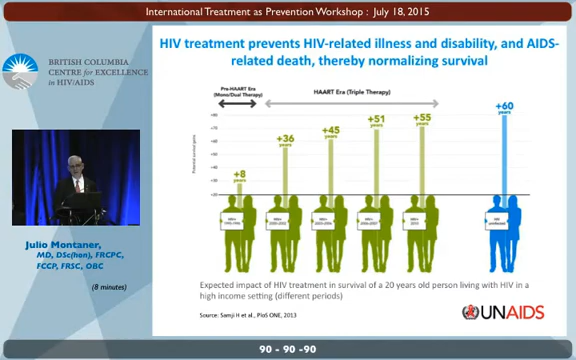 International Treatment as Prevention Workshop : July 18, 2015
BRITISH COLUMBIA
CENTRE for EXCELLENCE
in HIV/AIDS
Julio Montaner,
MD, DSc(hon), FRCPC,
FCCP, FRSC, OBC
(8 minutes)
HIV treatment prevents HIV-related illness and disability, and AIDS-
related death, thereby normalizing survival
Pre-HAART Era
(Mono/Dual Therapy)
HAART Era (Triple Therapy)
+8
years
+36
years
+45
years
+51
years
+55
years
+60
years
Expected impact of HIV treatment in survival of a 20 years old person living with HIV in a
high income setting (different periods)
Source: Samji H et al., PloS ONE, 2013
UNAIDS
90 - 90 -90